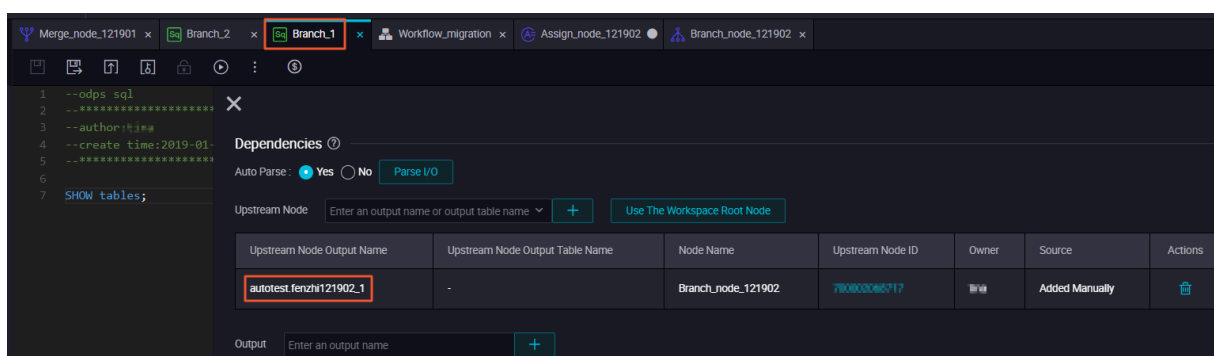 Merge_node_121901 × Sq Branch_2 × Sq Branch_1 × Workflow_migration × Assign_node_121902 Branch_node_121902 ×
1 --odps sql
2 --********************
3 --author:
4 --create time:2019-01-
5 --********************
6
7 SHOW tables;
Dependencies
Auto Parse : Yes No Parse I/O
Upstream Node Enter an output name or output table name + Use The Workspace Root Node
Upstream Node Output Name Upstream Node Output Table Name Node Name Upstream Node ID Owner Source Actions
autotest.fenzhi121902_1 - Branch_node_121902 Added Manually
Output Enter an output name +